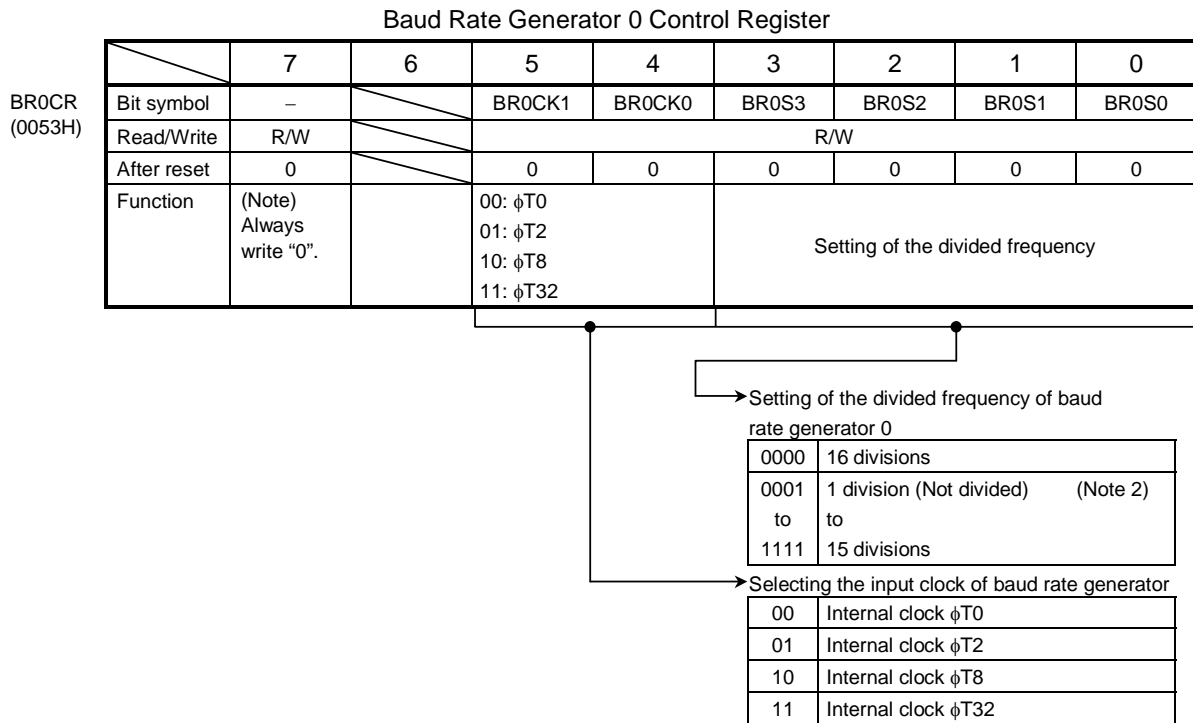 Baud Rate Generator 0 Control Register
7 6 5 4 3 2 1 0
BR0CR
(0053H)
Bit symbol − BR0CK1 BR0CK0 BR0S3 BR0S2 BR0S1 BR0S0
Read/Write R/W R/W
After reset 0 0 0 0 0 0 0
Function (Note)
Always
write “0”.
00: ϕT0
01: ϕT2
10: ϕT8
11: ϕT32
Setting of the divided frequency
Setting of the divided frequency of baud
rate generator 0
0000 16 divisions
0001 1 division (Not divided) (Note 2)
to to
1111 15 divisions
Selecting the input clock of baud rate generator
00 Internal clock ϕT0
01 Internal clock ϕT2
10 Internal clock ϕT8
11 Internal clock ϕT32